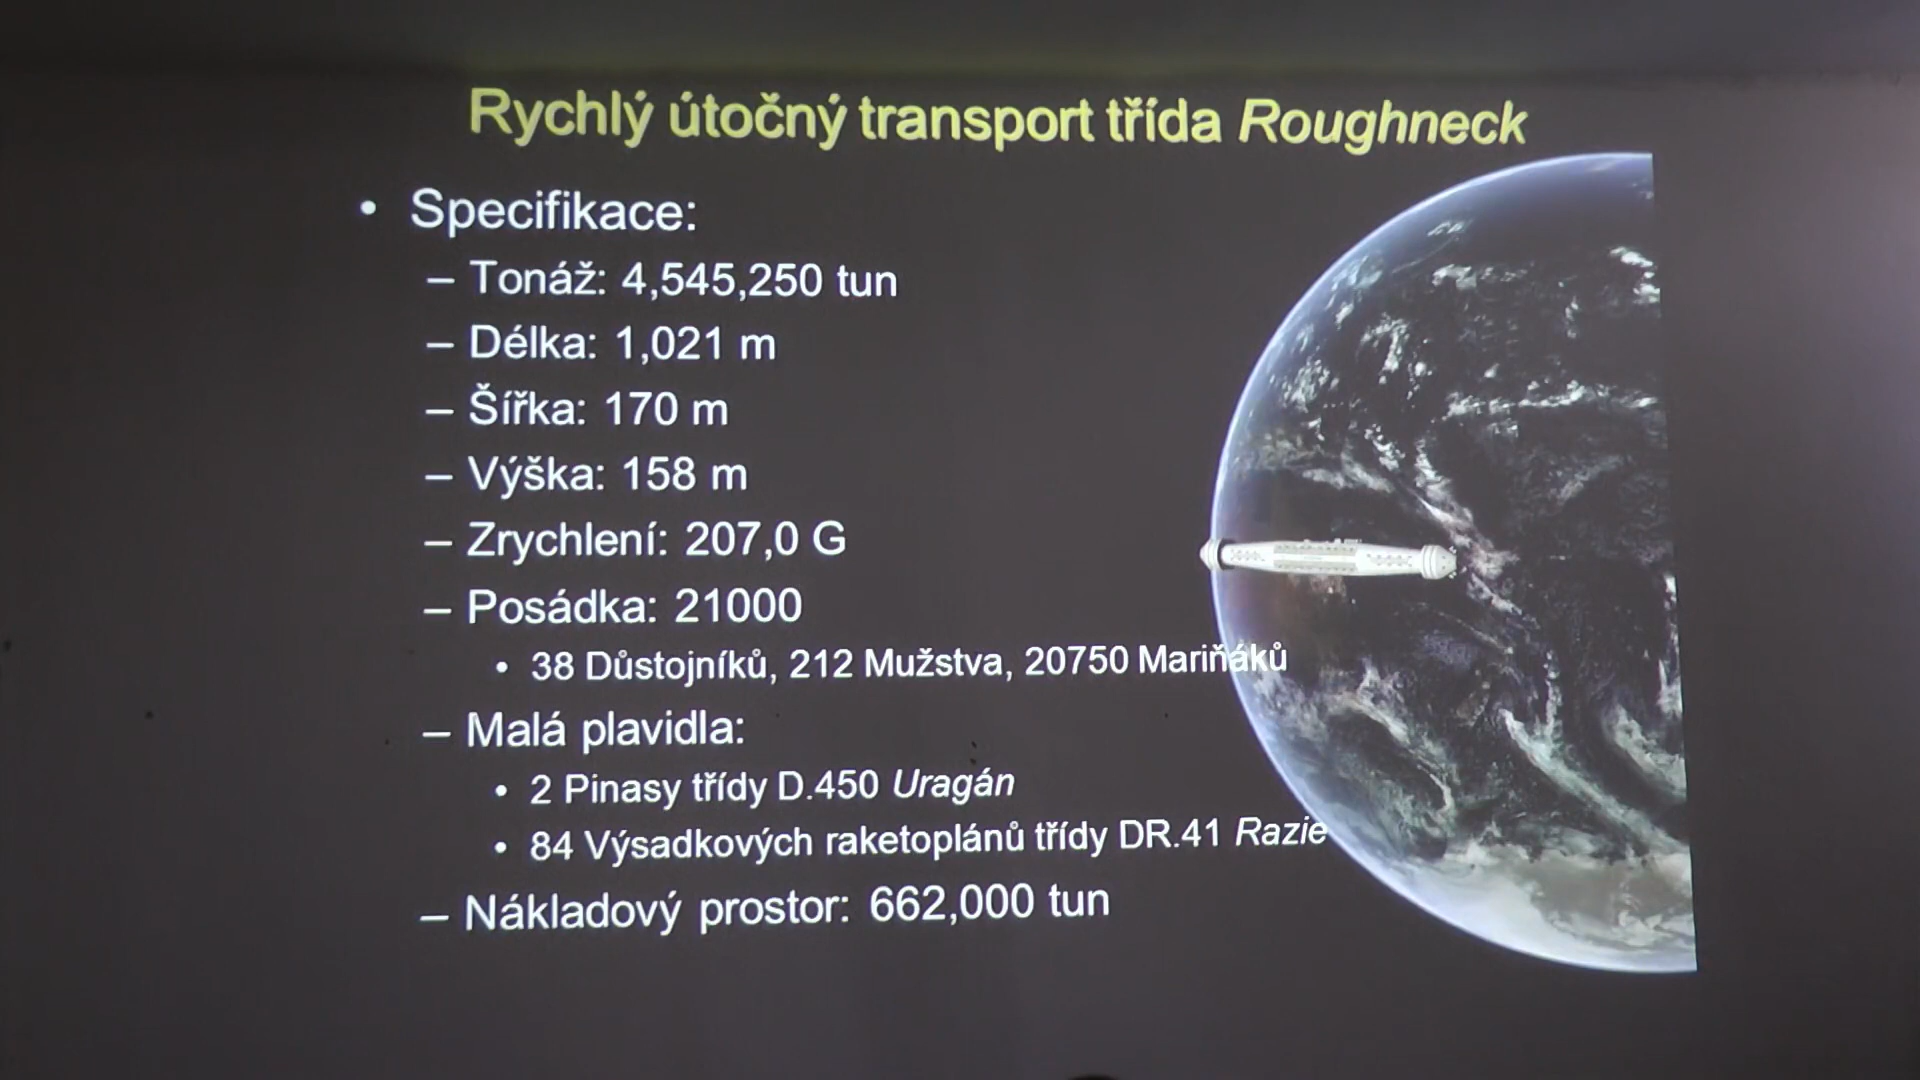 Rychlý útočný transport třída Roughneck
• Specifikace:
– Tonáž: 4,545,250 tun
– Délka: 1,021 m
– Šířka: 170 m
– Výška: 158 m
– Zrychlení: 207,0 G
– Posádka: 21000
• 38 Důstojníků, 212 Mužstva, 20750 Mariňáků
– Malá plavidla:
• 2 Pinasy třídy D.450 Uragán
• 84 Výsadkových raketoplánů třídy DR.41 Razie
– Nákladový prostor: 662,000 tun